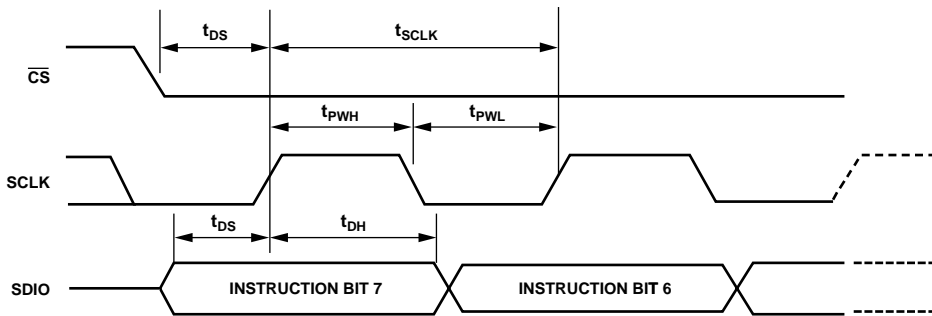 tDS tSCLK
CS
tPWH tPWL
SCLK
tDS tDH
SDIO INSTRUCTION BIT 7 INSTRUCTION BIT 6